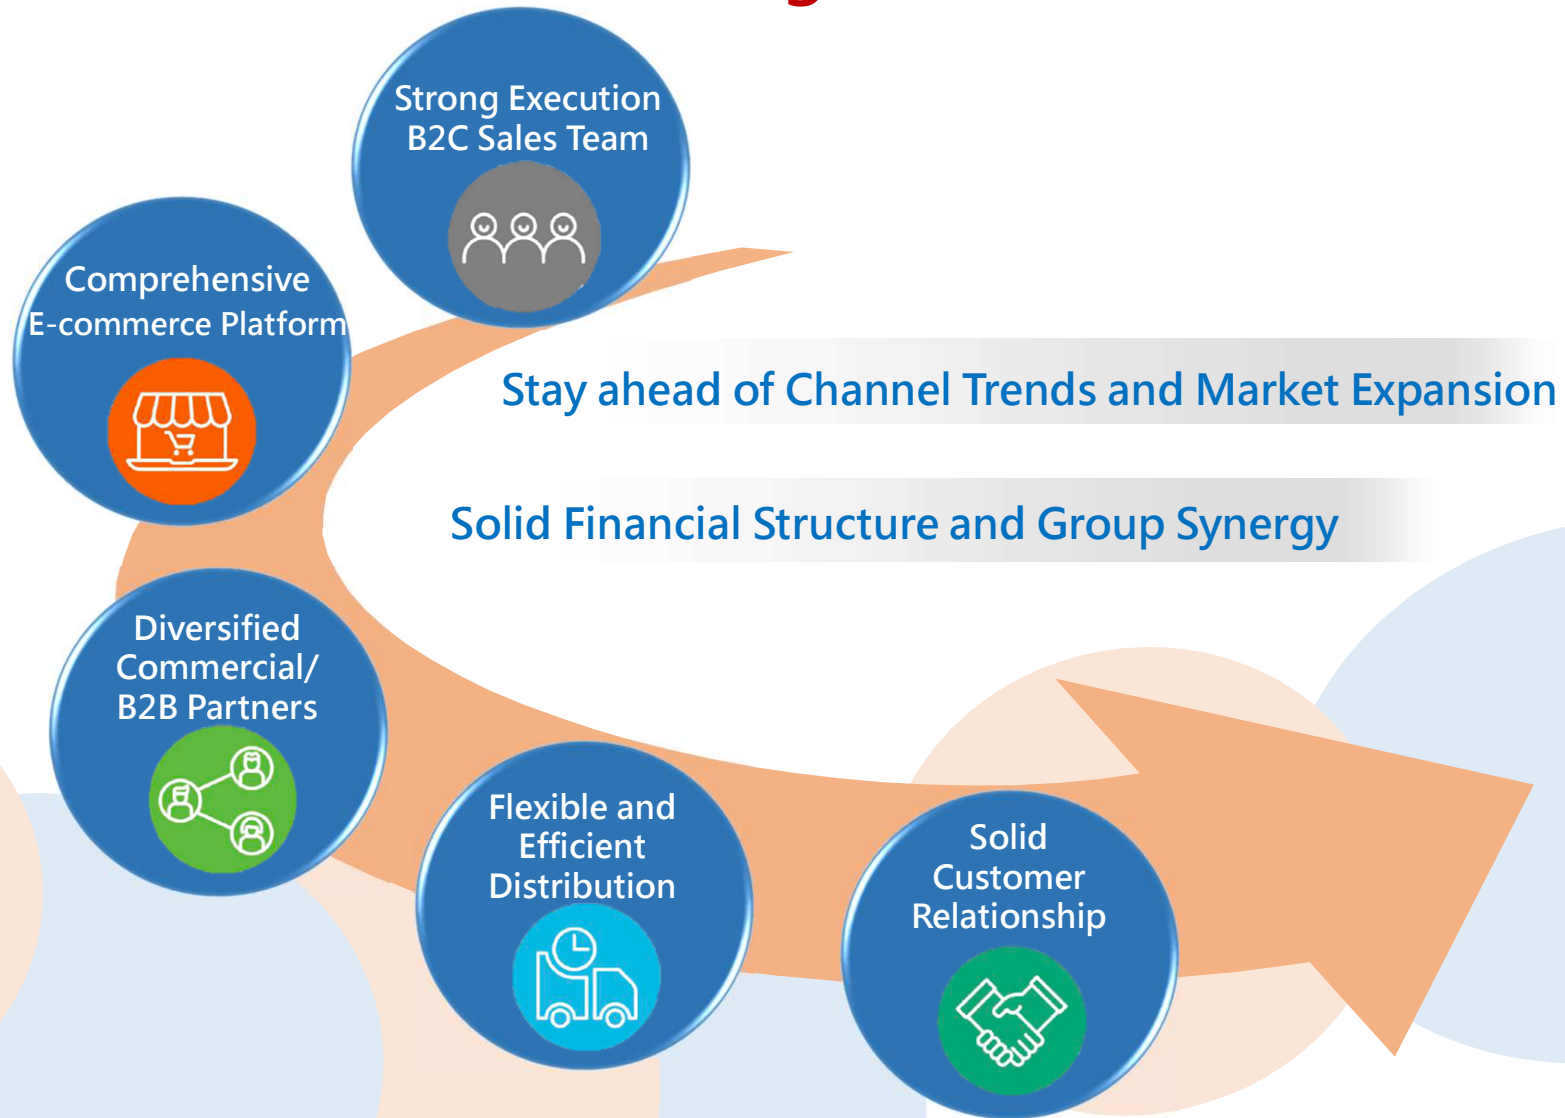 Strong Execution
B2C Sales Team
Comprehensive
E-commerce Platform
Stay ahead of Channel Trends and Market Expansion
Solid Financial Structure and Group Synergy
Diversified
Commercial/
B2B Partners
Flexible and
Efficient
Distribution
Solid
Customer
Relationship